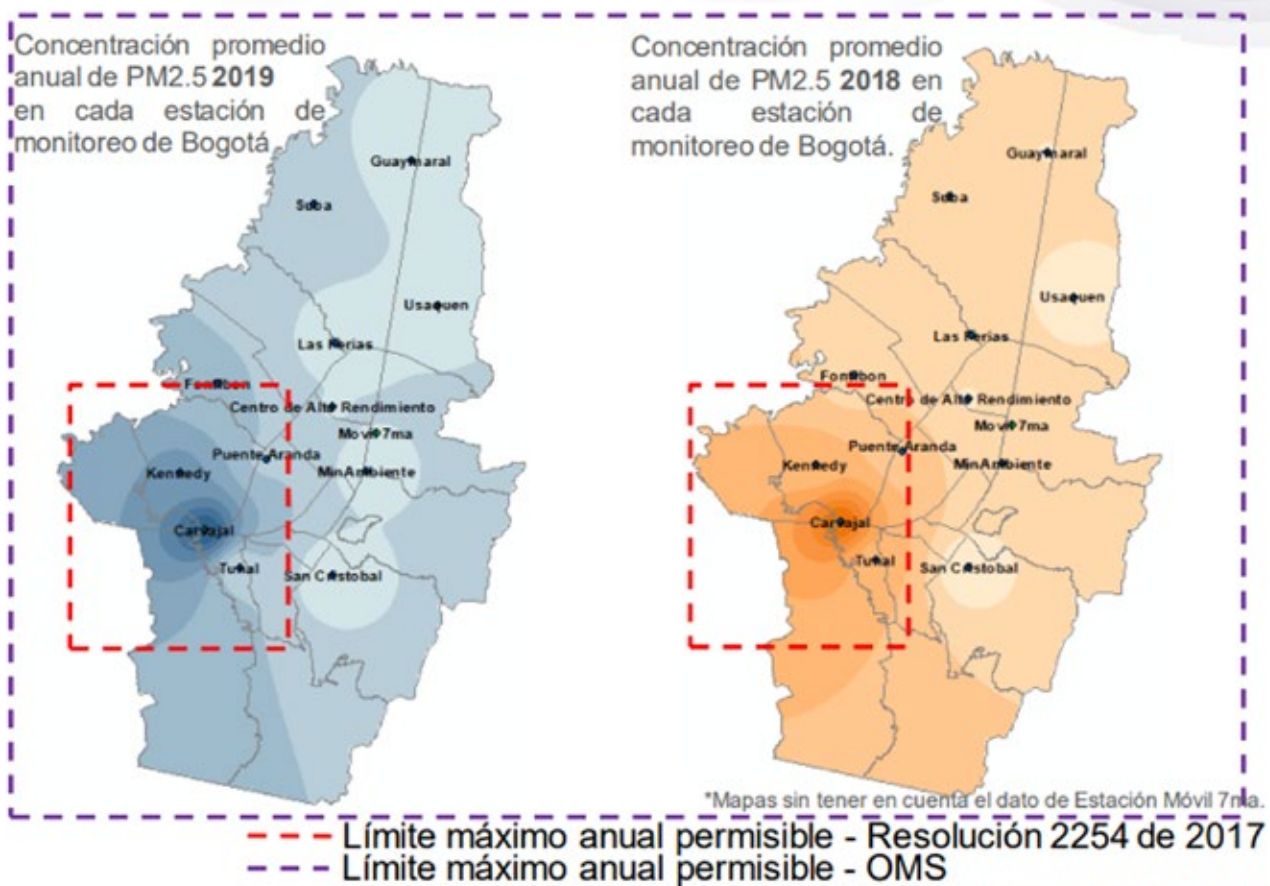 Concentración promedio
anual de PM2.5 2019
en cada estación de
monitoreo de Bogotá
Concentración promedio
anual de PM2.5 2018 en
cada estación de
monitoreo de Bogotá.
Guaymaral
Suba
Usaquen
Las Ferias
Fontibon
Centro de Alto Rendimiento
Movil 7ma
Puente Aranda
Kennedy
MinAmbiente
Carvajal
Tunal
San Cristobal
Guaymaral
Suba
Usaquen
Las Ferias
Fontibon
Centro de Alto Rendimiento
Movil 7ma
Puente Aranda
Kennedy
MinAmbiente
Carvajal
Tunal
San Cristobal
*Mapas sin tener en cuenta el dato de Estación Móvil 7ma.
Límite máximo anual permisible - Resolución 2254 de 2017
Límite máximo anual permisible - OMS